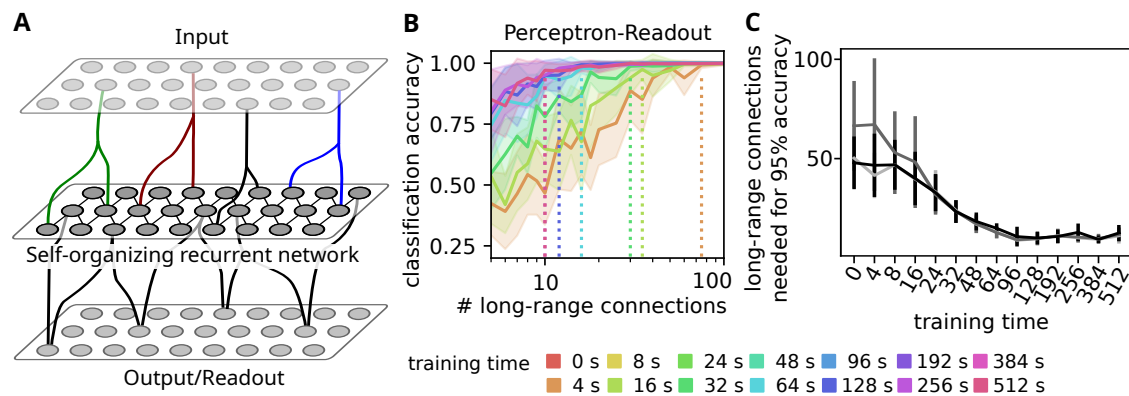 A
Input
Self-organizing recurrent network
Output/Readout
B
Perceptron-Readout
classification accuracy
1.00
0.75
0.50
0.25
10
100
# long-range connections
C
long-range connections
needed for 95% accuracy
100
50
0
4
8
16
24
32
48
64
96
128
192
256
384
512
training time
training time
0 s
8 s
24 s
48 s
96 s
192 s
384 s
4 s
16 s
32 s
64 s
128 s
256 s
512 s